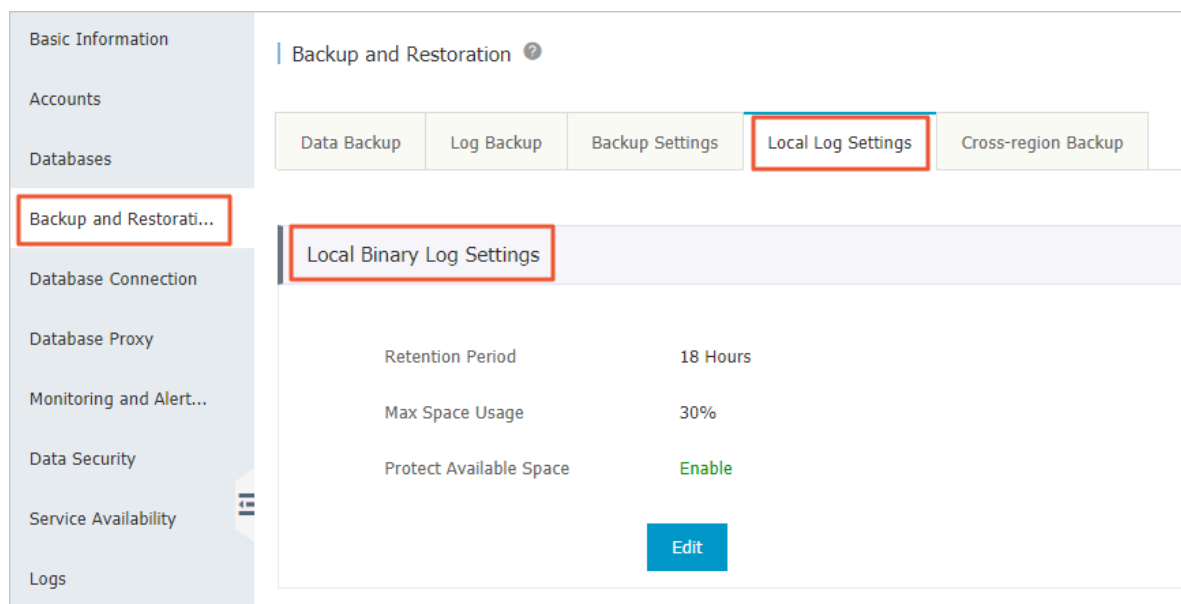 Basic Information
Accounts
Databases
Backup and Restorati...
Database Connection
Database Proxy
Monitoring and Alert...
Data Security
Service Availability
Logs
Backup and Restoration ?
Data Backup Log Backup Backup Settings Local Log Settings Cross-region Backup
Local Binary Log Settings
Retention Period 18 Hours
Max Space Usage 30%
Protect Available Space Enable
Edit